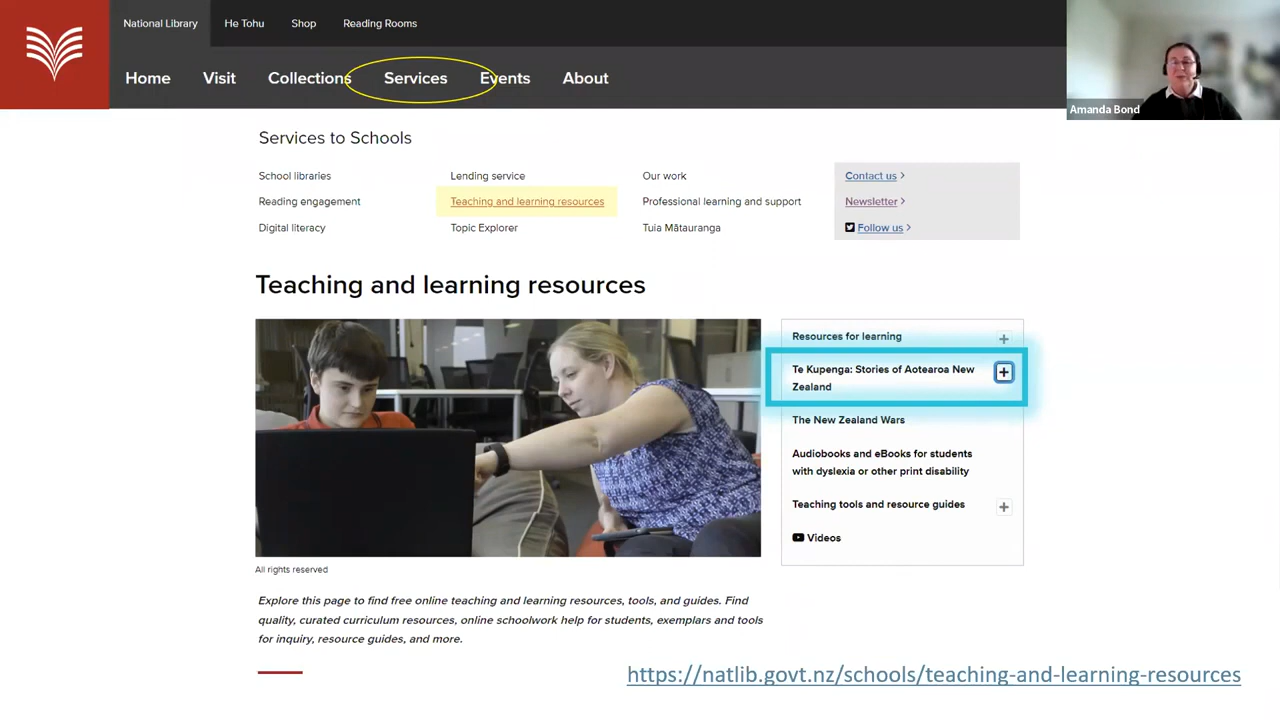 National Library He Tohu Shop Reading Rooms
Home Visit Collections Services Events About
Amanda Bond
Services to Schools
School libraries Lending service Our work Contact us
Reading engagement Teaching and learning resources Professional learning and support Newsletter
Digital literacy Topic Explorer Tuia Mātauranga Follow us
Teaching and learning resources
Resources for learning
Te Kupenga: Stories of Aotearoa New
Zealand
The New Zealand Wars
Audiobooks and eBooks for students
with dyslexia or other print disability
Teaching tools and resource guides
Videos
All rights reserved
Explore this page to find free online teaching and learning resources, tools, and guides. Find
quality, curated curriculum resources, online schoolwork help for students, exemplars and tools
for inquiry, resource guides, and more.
https://natlib.govt.nz/schools/teaching-and-learning-resources